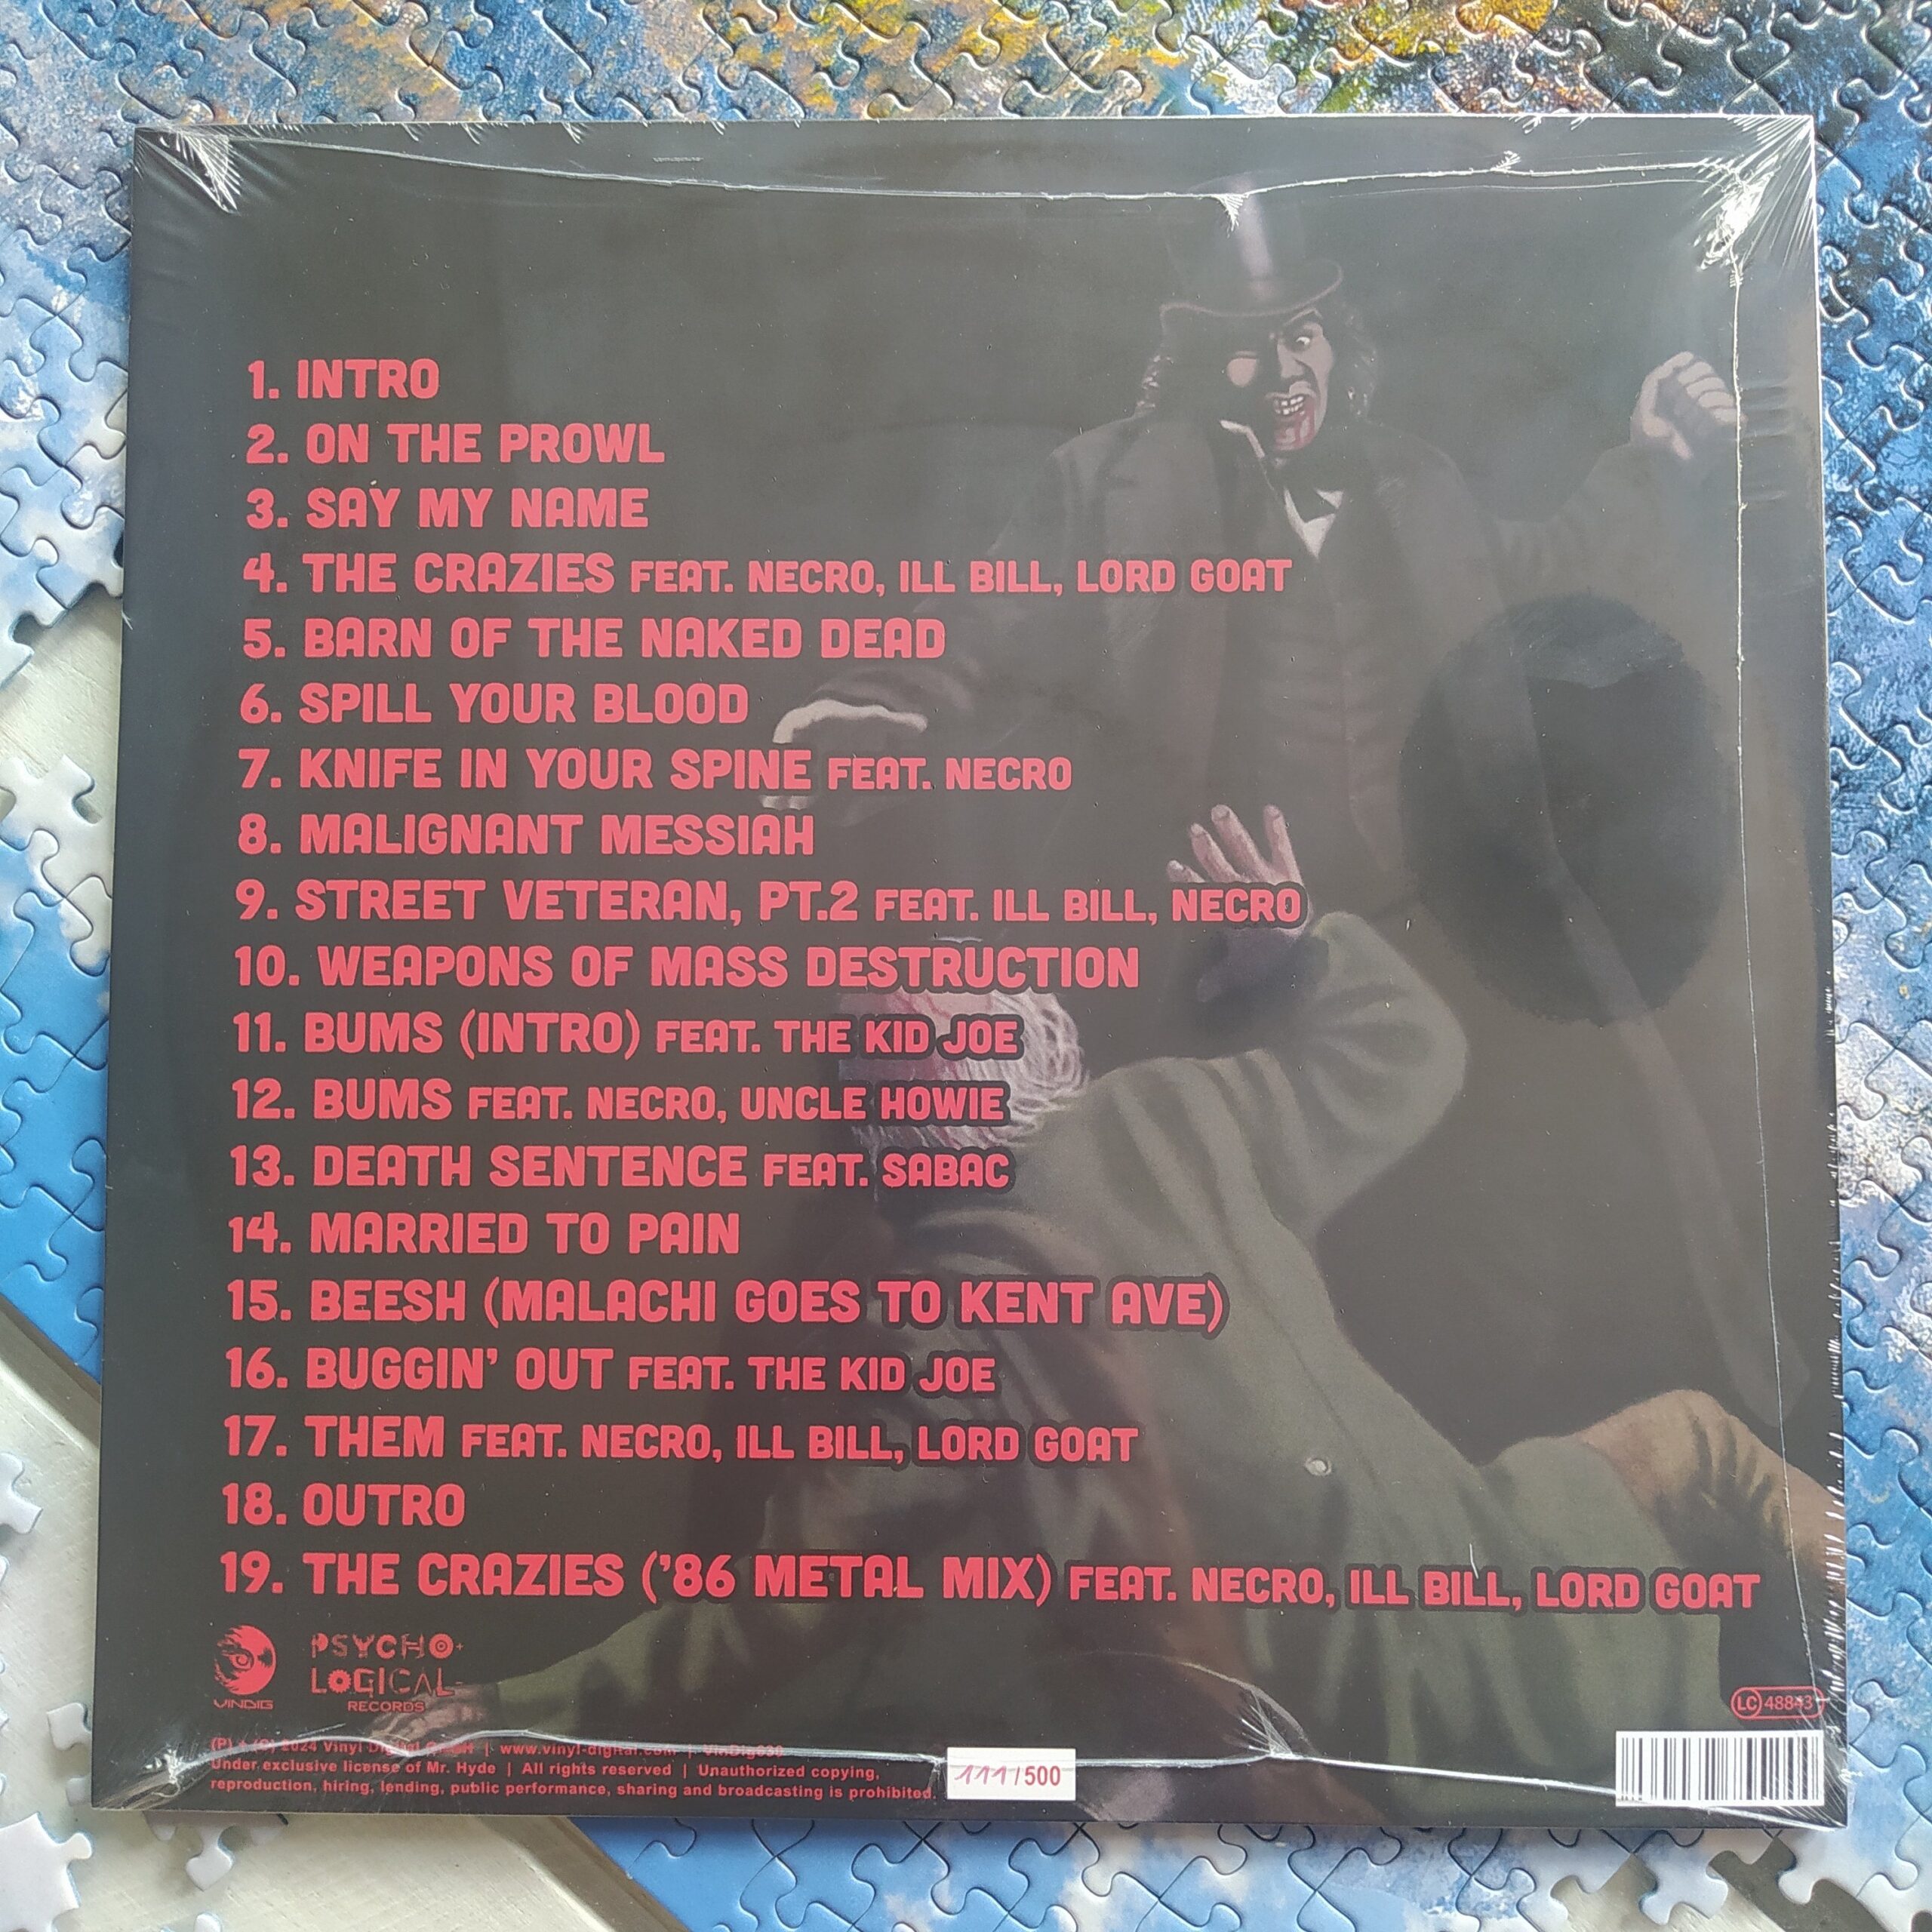 1. INTRO
2. ON THE PROWL
3. SAY MY NAME
4. THE CRAZIES FEAT. NECRO, ILL BILL, LORD GOAT
5. BARN OF THE NAKED DEAD
6. SPILL YOUR BLOOD
7. KNIFE IN YOUR SPINE FEAT. NECRO
8. MALIGNANT MESSIAH
9. STREET VETERAN, PT.2 FEAT. ILL BILL, NECRO
10. WEAPONS OF MASS DESTRUCTION
11. BUMS (INTRO) FEAT. THE KID JOE
12. BUMS FEAT. NECRO, UNCLE HOWIE
13. DEATH SENTENCE FEAT. SABAC
14. MARRIED TO PAIN
15. BEESH (MALACHI GOES TO KENT AVE)
16. BUGGIN' OUT FEAT. THE KID JOE
17. THEM FEAT. NECRO, ILL BILL, LORD GOAT
18. OUTRO
19. THE CRAZIES ('86 METAL MIX) FEAT. NECRO, ILL BILL, LORD GOAT
VINDIG
PSYCHO+
LOGICAL-
RECORDS
LC 48843
(P) + (C) 2024 Vinyl Digital GmbH | www.vinyl-digital.com |
Under exclusive license of Mr. Hyde | All rights reserved | Unauthorized copying,
reproduction, hiring, lending, public performance, sharing and broadcasting is prohibited.
111/500